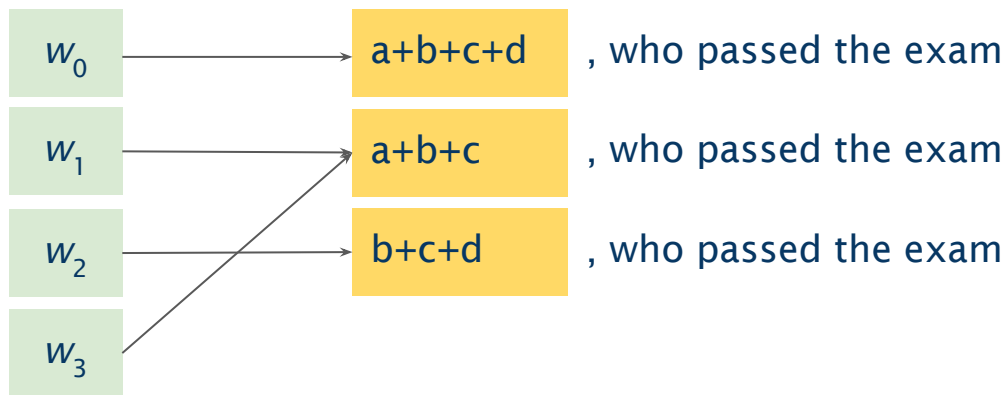 w₀ a+b+c+d , who passed the exam
w₁ a+b+c , who passed the exam
w₂ b+c+d , who passed the exam
w₃